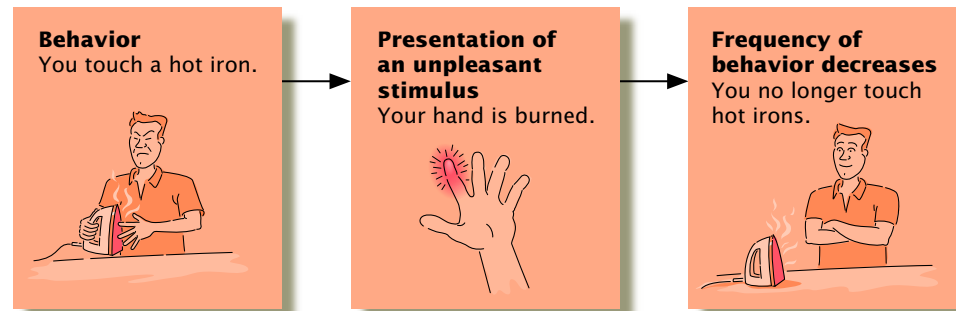 Behavior
You touch a hot iron.
Presentation of
an unpleasant
stimulus
Your hand is burned.
Frequency of
behavior decreases
You no longer touch
hot irons.